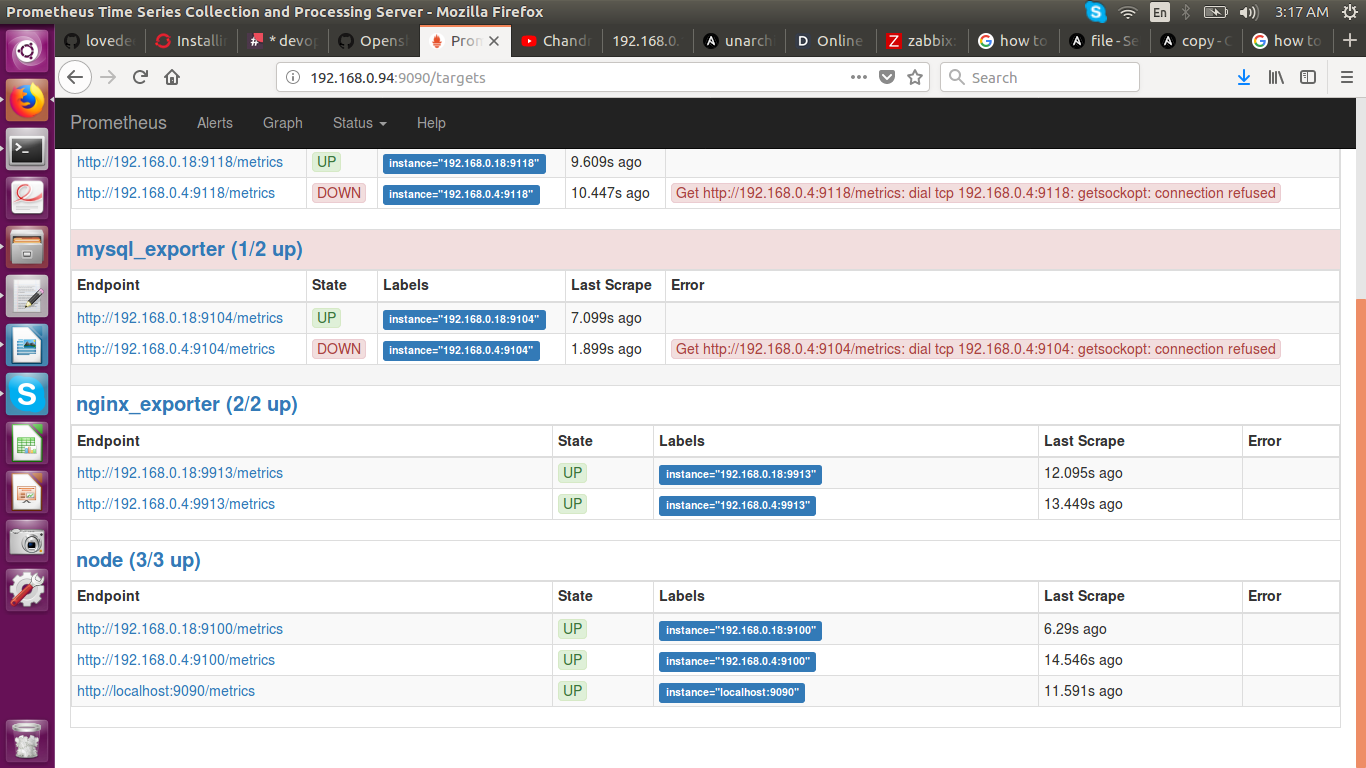 Prometheus Time Series Collection and Processing Server - Mozilla Firefox
En
3:17 AM
lovede
Installi
* devop
Opensh
Pron
Chandr
192.168.0.
unarch
Online
zabbix:
how to
file - Se
copy - C
how to
192.168.0.94:9090/targets
Search
Prometheus Alerts Graph Status Help
http://192.168.0.18:9118/metrics UP instance="192.168.0.18:9118" 9.609s ago
http://192.168.0.4:9118/metrics DOWN instance="192.168.0.4:9118" 10.447s ago Get http://192.168.0.4:9118/metrics: dial tcp 192.168.0.4:9118: getsockopt: connection refused
mysql_exporter (1/2 up)
Endpoint State Labels Last Scrape Error
http://192.168.0.18:9104/metrics UP instance="192.168.0.18:9104" 7.099s ago
http://192.168.0.4:9104/metrics DOWN instance="192.168.0.4:9104" 1.899s ago Get http://192.168.0.4:9104/metrics: dial tcp 192.168.0.4:9104: getsockopt: connection refused
nginx_exporter (2/2 up)
Endpoint State Labels Last Scrape Error
http://192.168.0.18:9913/metrics UP instance="192.168.0.18:9913" 12.095s ago
http://192.168.0.4:9913/metrics UP instance="192.168.0.4:9913" 13.449s ago
node (3/3 up)
Endpoint State Labels Last Scrape Error
http://192.168.0.18:9100/metrics UP instance="192.168.0.18:9100" 6.29s ago
http://192.168.0.4:9100/metrics UP instance="192.168.0.4:9100" 14.546s ago
http://localhost:9090/metrics UP instance="localhost:9090" 11.591s ago